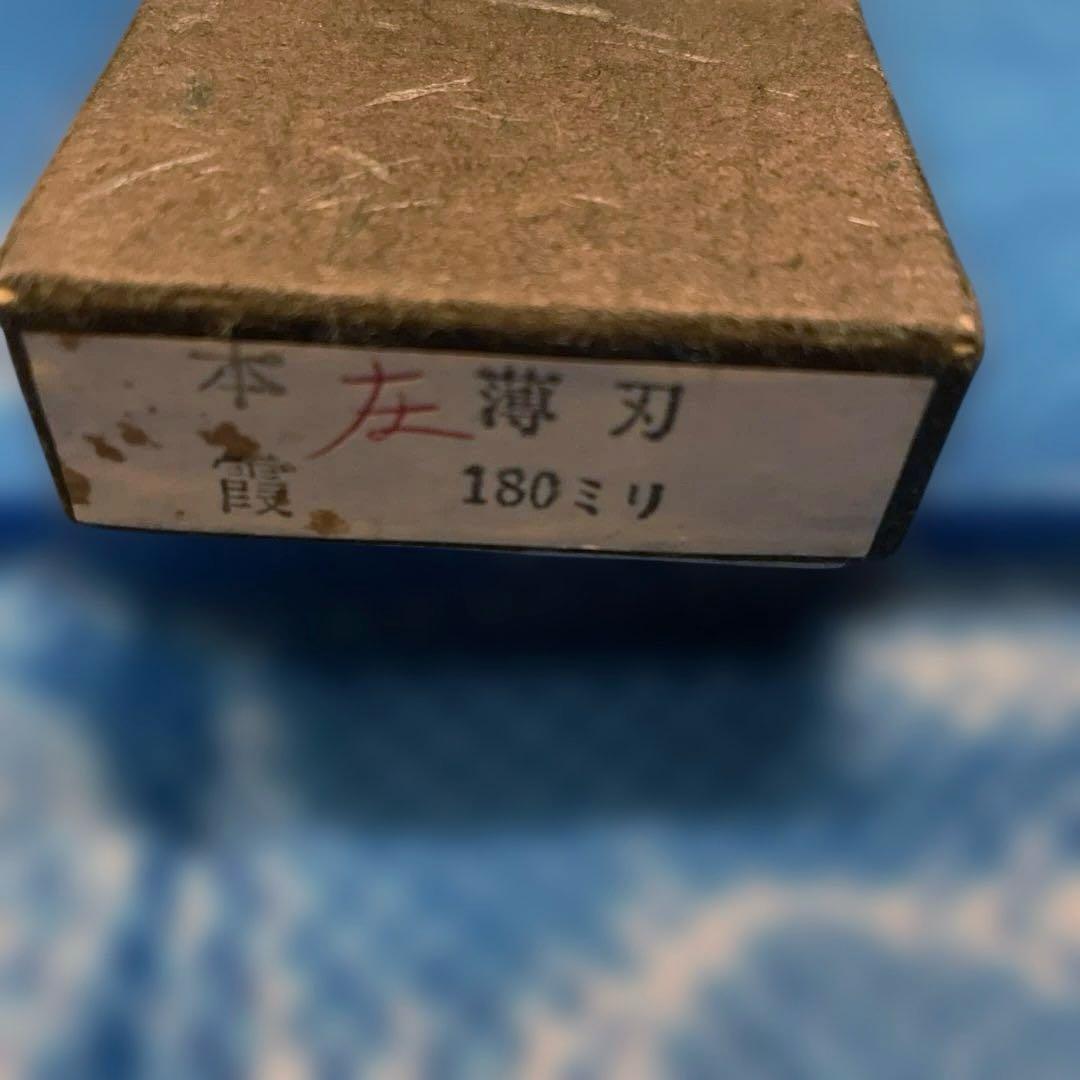 本 左 薄刃
霞 180ミリ